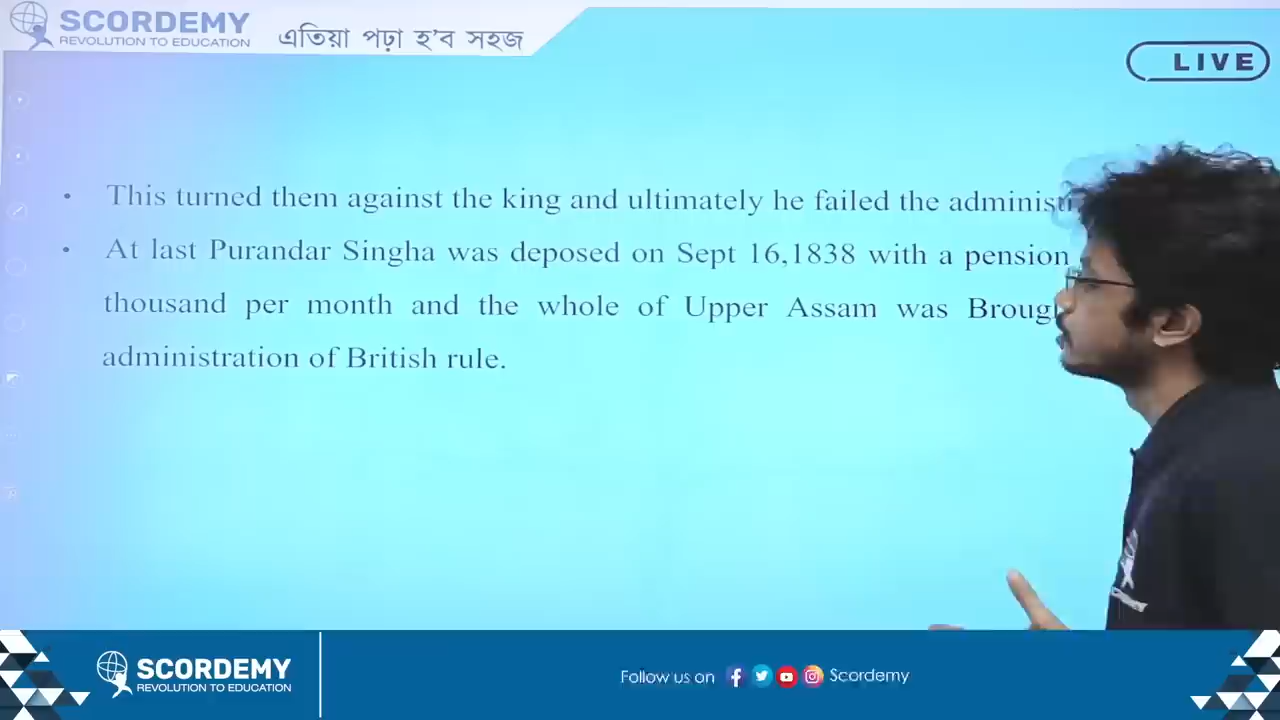 SCORDEMY
REVOLUTION TO EDUCATION
এতিয়া পঢ়া হ'ব সহজ
LIVE
• This turned them against the king and ultimately he failed the
• At last Purandar Singha was deposed on Sept 16,1838 with a pension
thousand per month and the whole of Upper Assam was
administration of British rule.
SCORDEMY
REVOLUTION TO EDUCATION
Follow us on
Scordemy